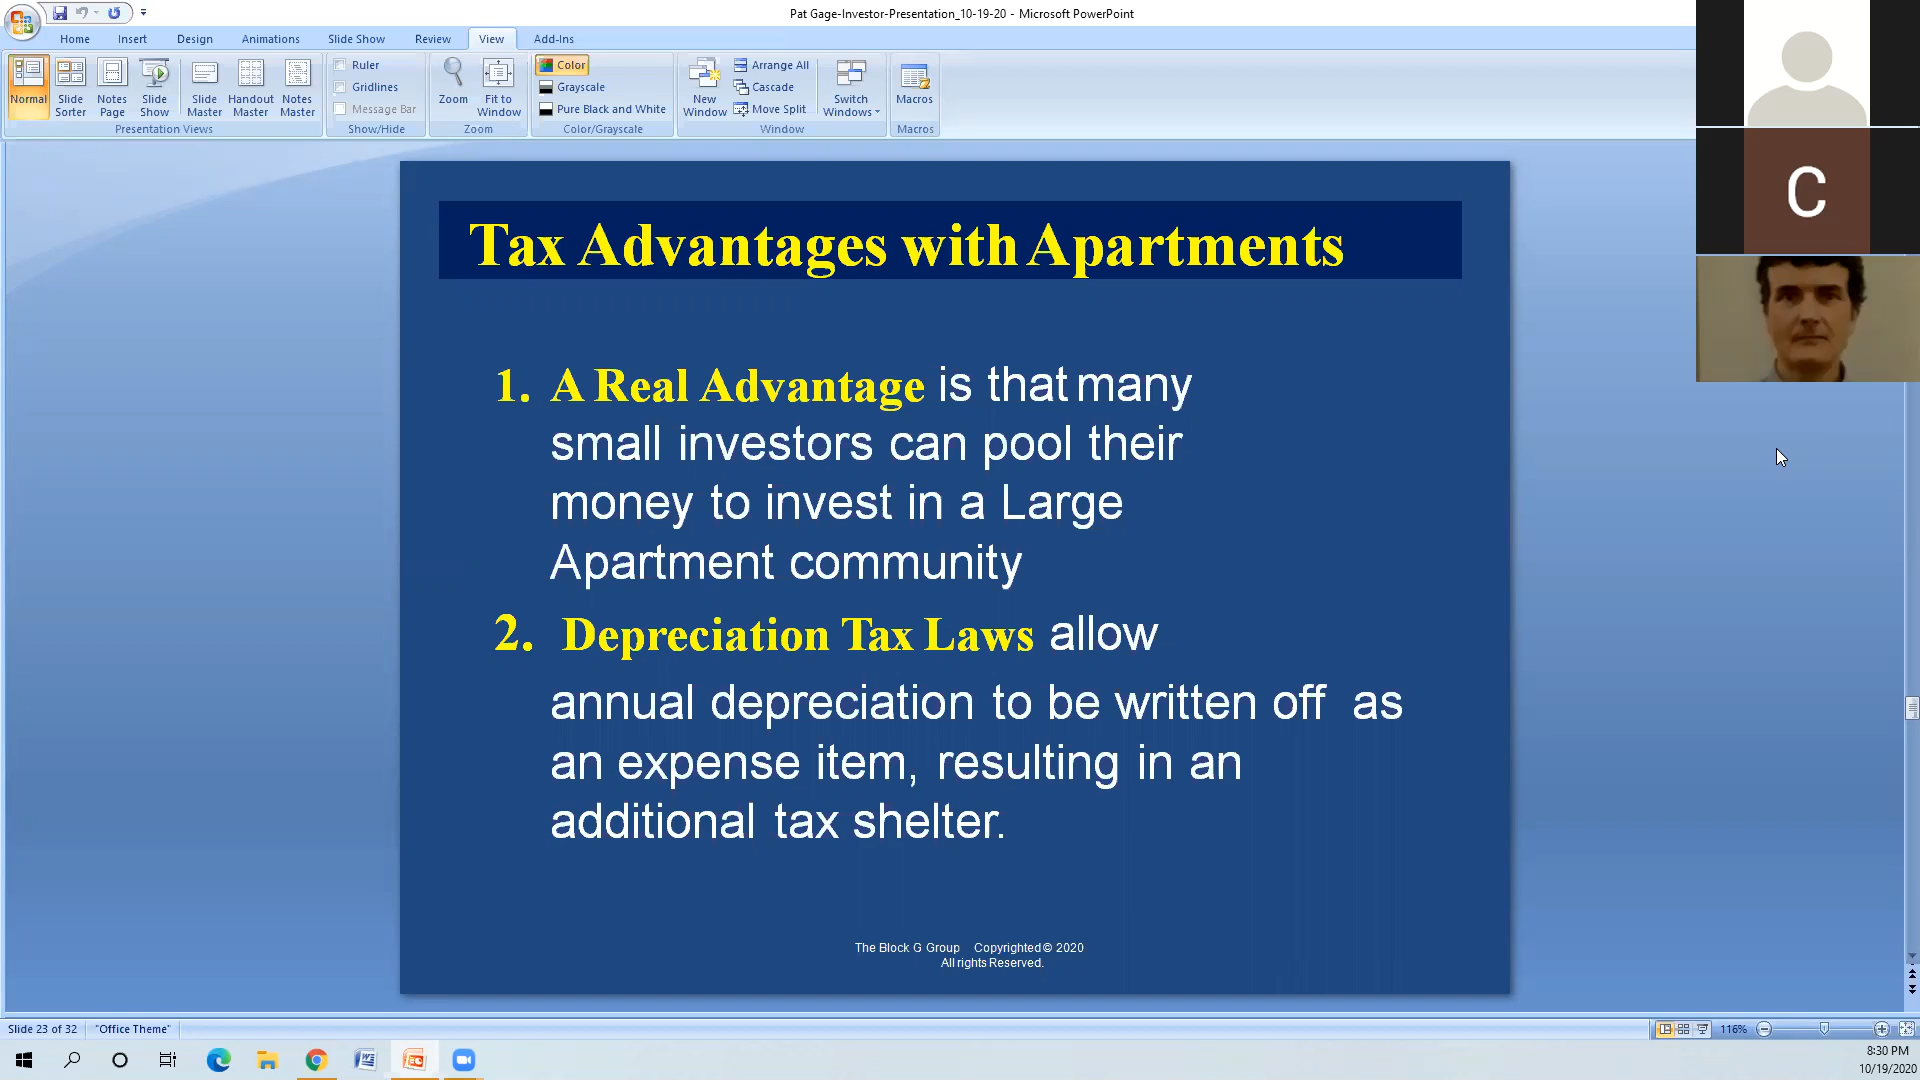 Pat Gage-Investor-Presentation_10-19-20 - Microsoft PowerPoint
Home Insert Design Animations Slide Show Review View Add-Ins
Normal
Slide Sorter
Notes Page
Slide Show
Slide Master
Handout Master
Notes Master
Presentation Views
Ruler
Gridlines
Message Bar
Show/Hide
Zoom
Fit to Window
Zoom
Color
Grayscale
Pure Black and White
Color/Grayscale
New Window
Arrange All
Cascade
Move Split
Switch Windows
Window
Macros
Macros
C
Tax Advantages with Apartments
1. A Real Advantage is that many
small investors can pool their
money to invest in a Large
Apartment community
2. Depreciation Tax Laws allow
annual depreciation to be written off as
an expense item, resulting in an
additional tax shelter.
The Block G Group Copyrighted © 2020
All rights Reserved.
Slide 23 of 32 "Office Theme" 116%
8:30 PM
10/19/2020